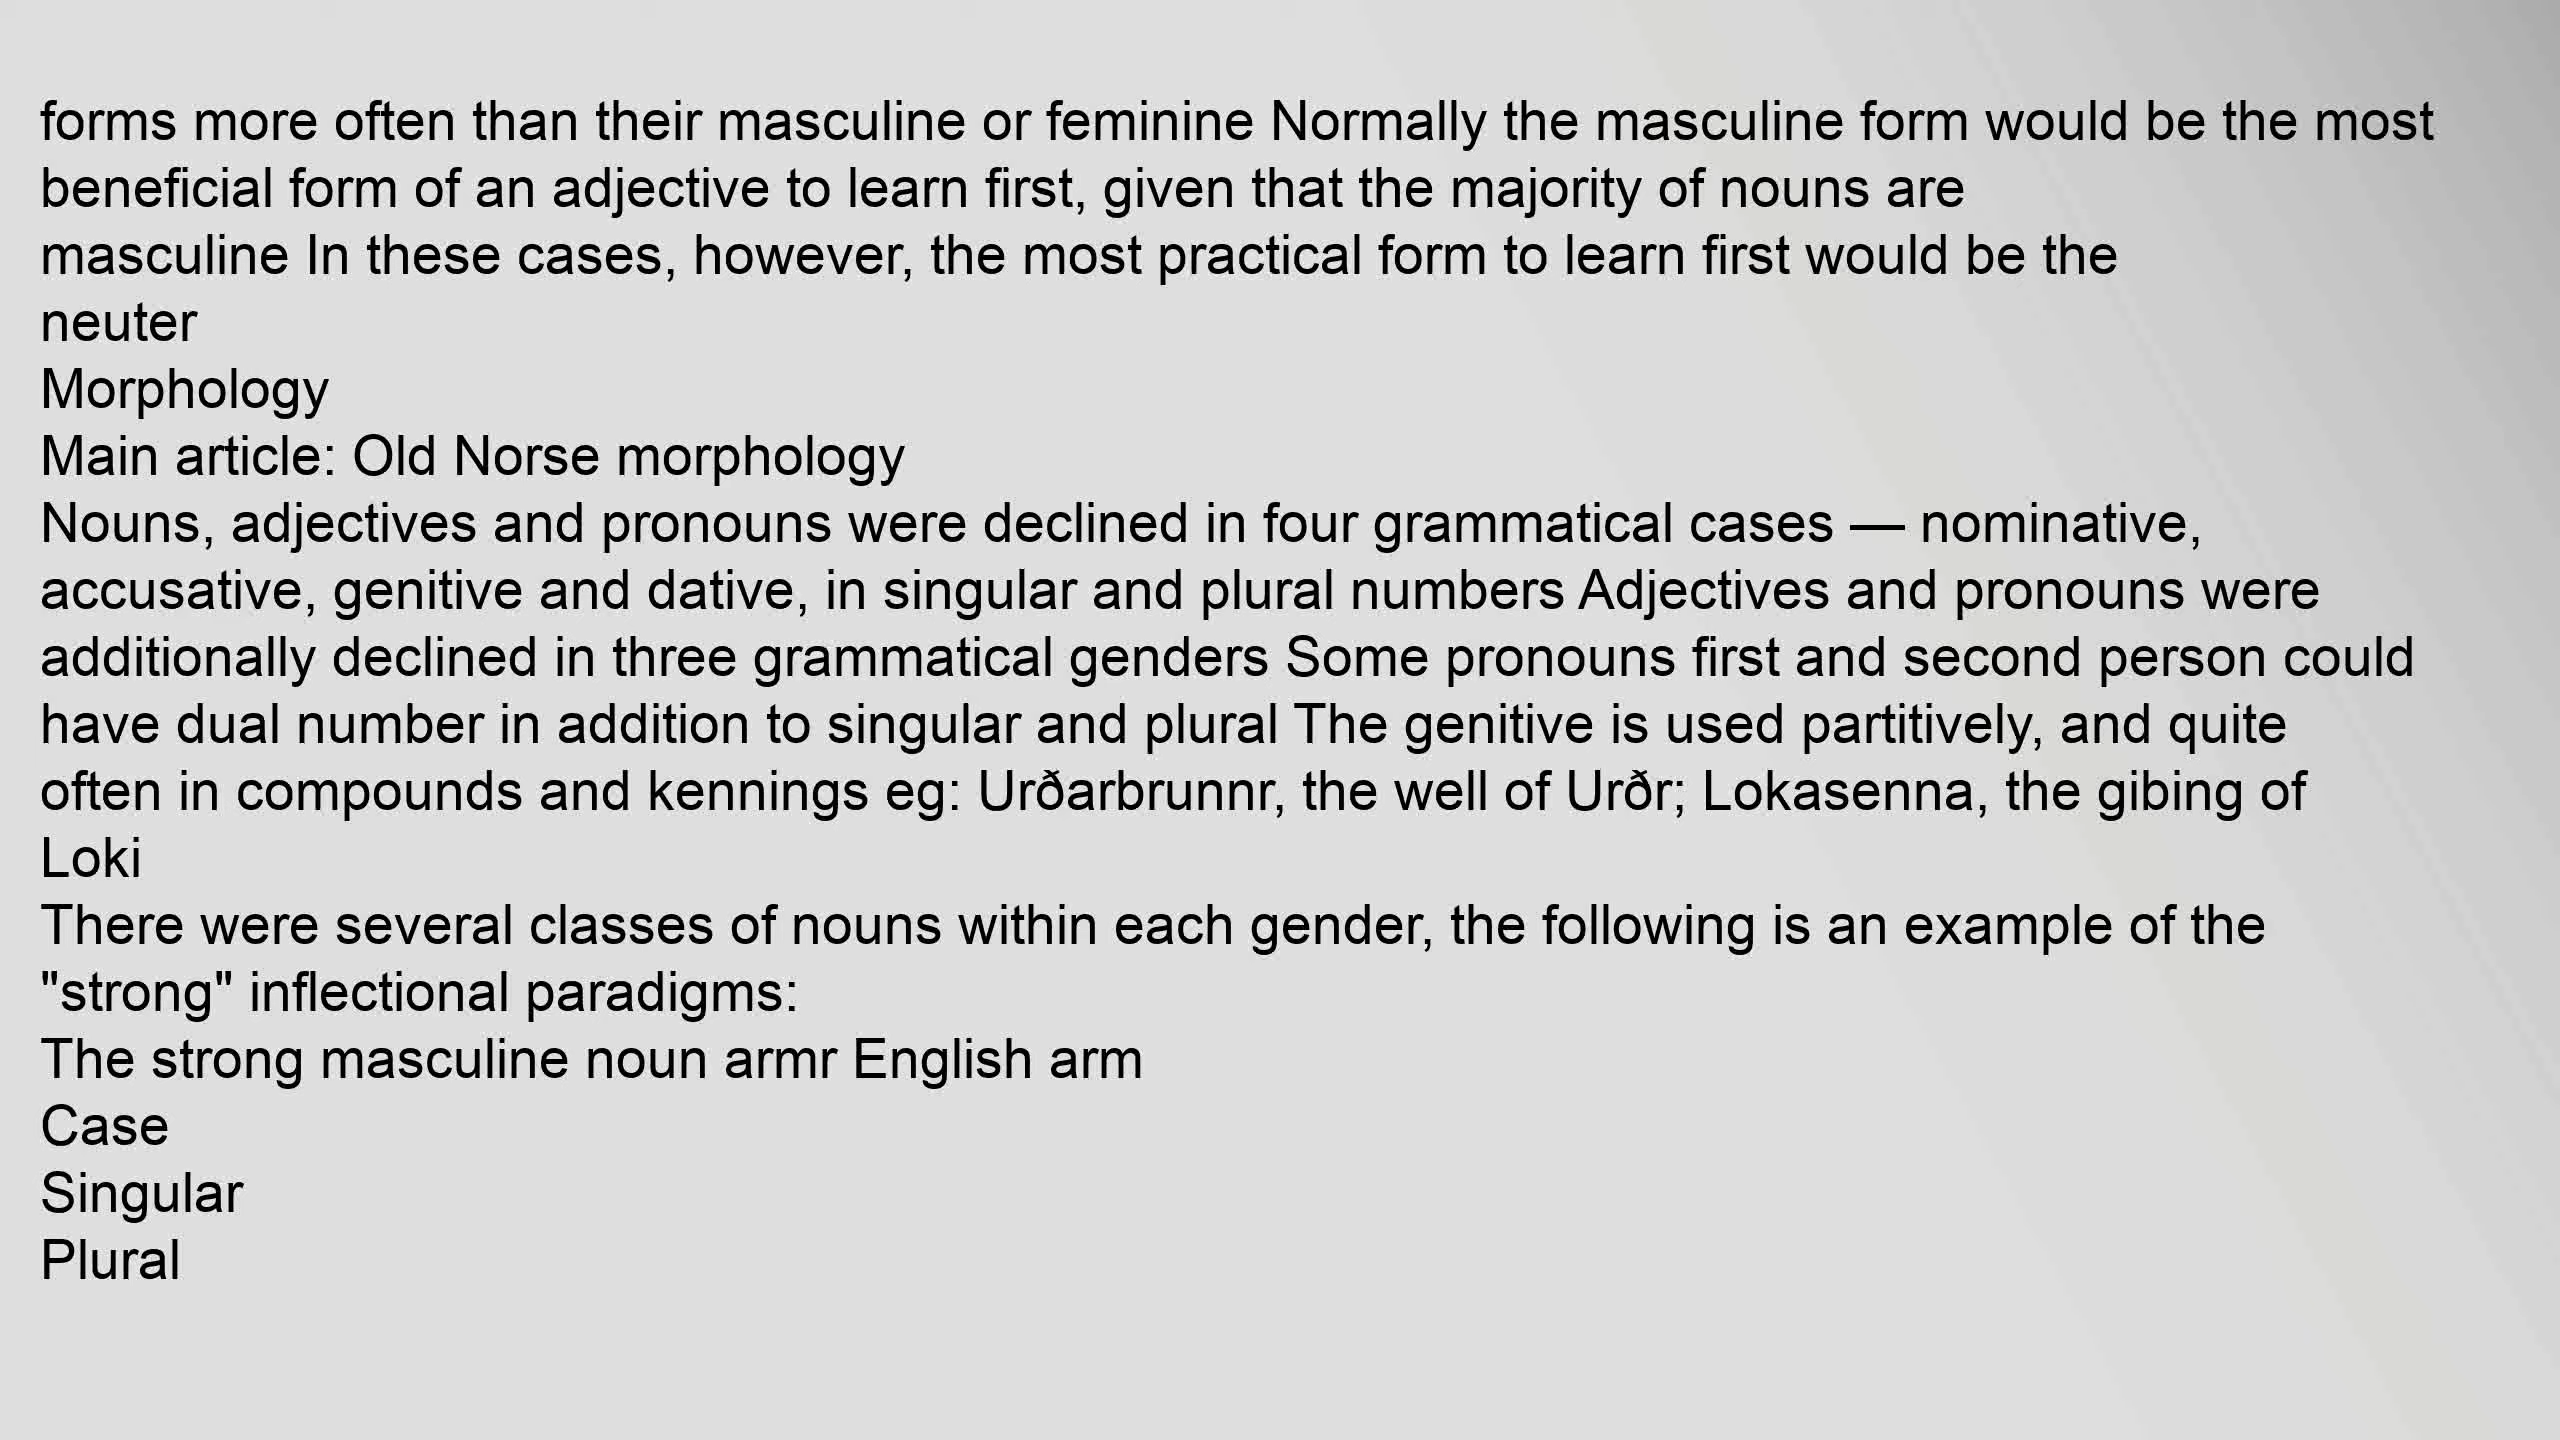 forms more often than their masculine or feminine Normally the masculine form would be the most
beneficial form of an adjective to learn first, given that the majority of nouns are
masculine In these cases, however, the most practical form to learn first would be the
neuter
Morphology
Main article: Old Norse morphology
Nouns, adjectives and pronouns were declined in four grammatical cases — nominative,
accusative, genitive and dative, in singular and plural numbers Adjectives and pronouns were
additionally declined in three grammatical genders Some pronouns first and second person could
have dual number in addition to singular and plural The genitive is used partitively, and quite
often in compounds and kennings eg: Urðarbrunnr, the well of Urðr; Lokasenna, the gibing of
Loki
There were several classes of nouns within each gender, the following is an example of the
"strong" inflectional paradigms:
The strong masculine noun armr English arm
Case
Singular
Plural